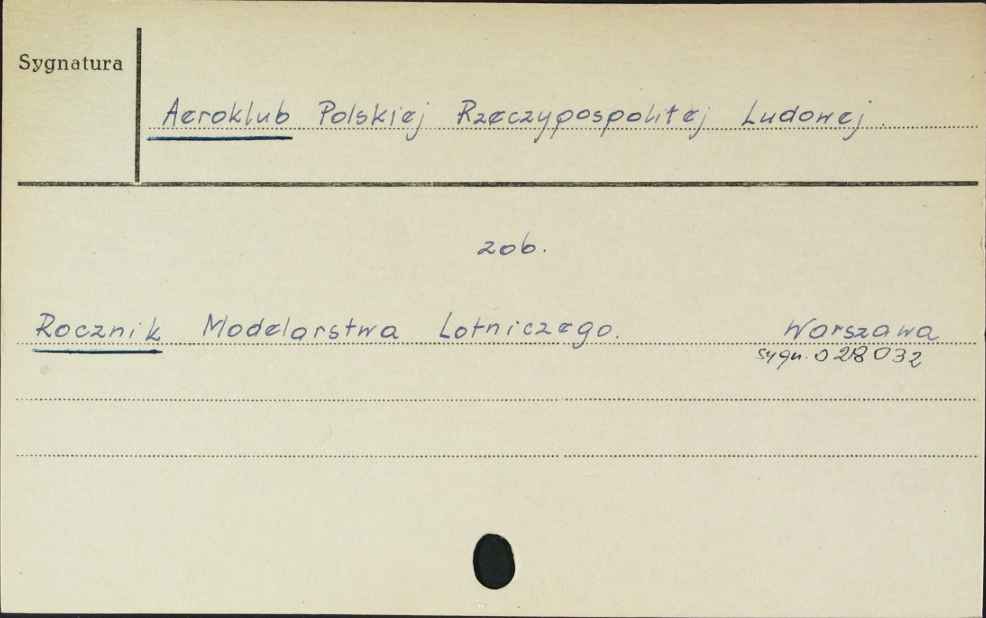 Sygnatura
Aeroklub Polskiej Rzeczypospolitej Ludowej.
zob.
Rocznik Modelarstwa Lotniczego. Warszawa
sygn. 028032